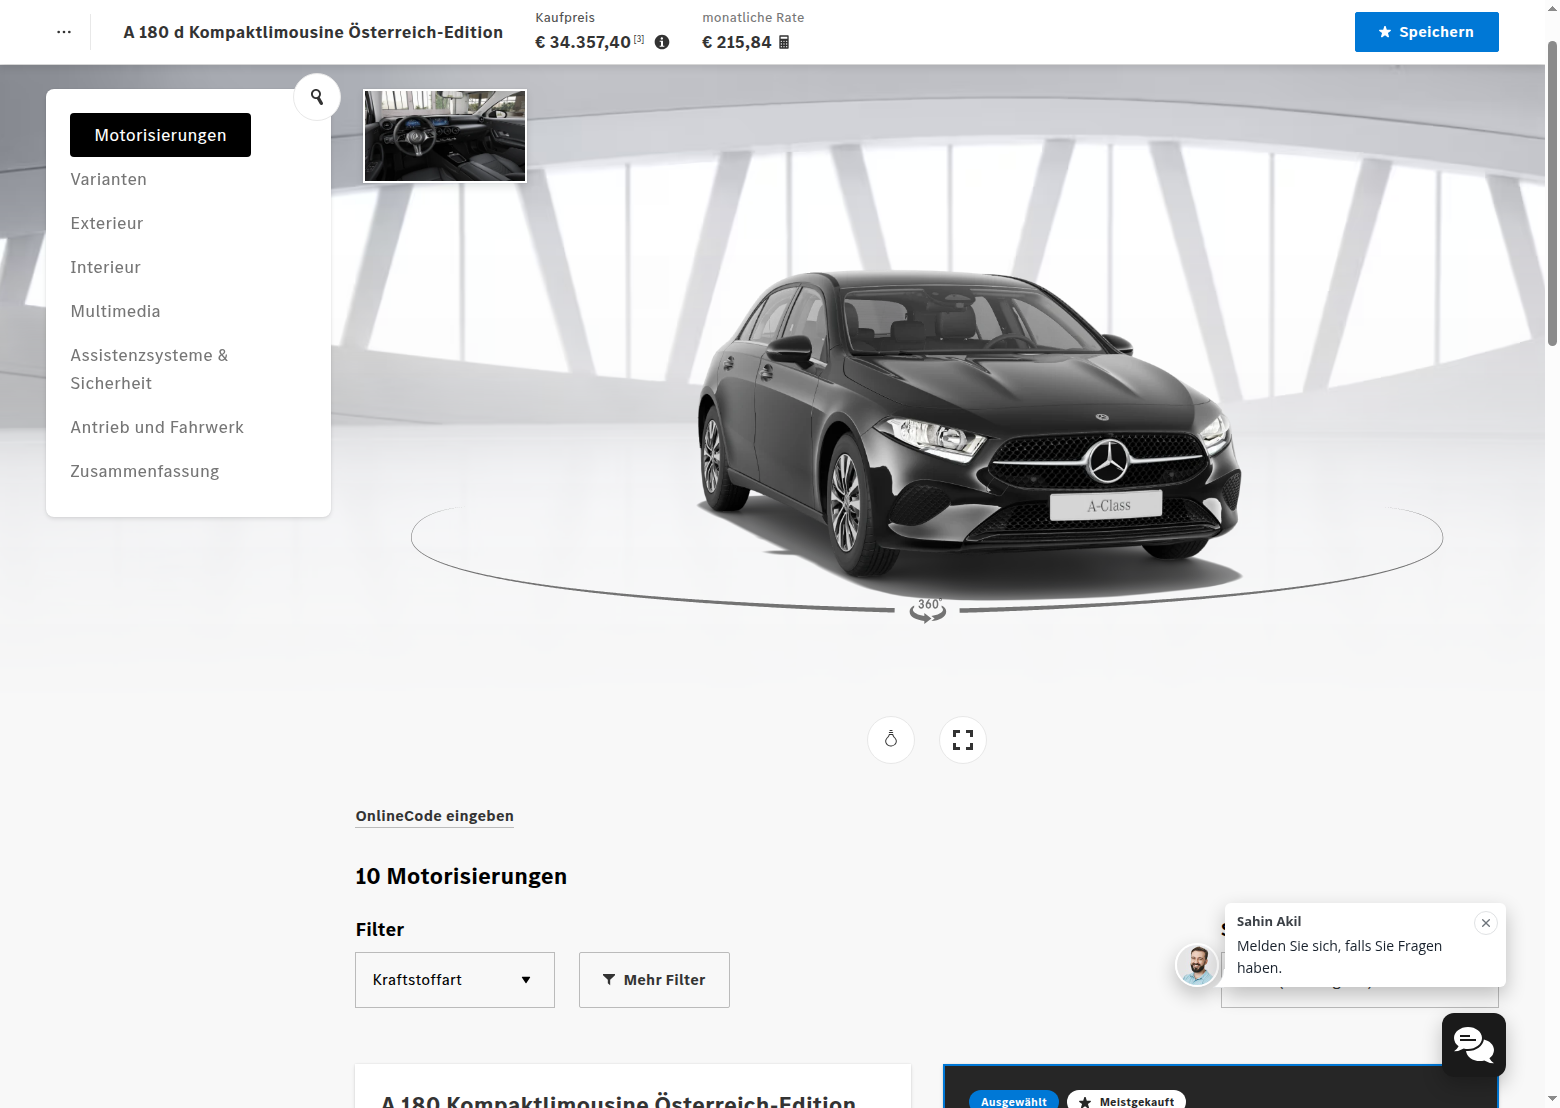 A 180 d Kompaktlimousine Österreich-Edition
Kaufpreis
€ 34.357,40 [3]
monatliche Rate
€ 215,84
Speichern
Motorisierungen
Varianten
Exterieur
Interieur
Multimedia
Assistenzsysteme &
Sicherheit
Antrieb und Fahrwerk
Zusammenfassung
A-Class
360°
OnlineCode eingeben
10 Motorisierungen
Filter
Kraftstoffart
Mehr Filter
Sahin Akil
Melden Sie sich, falls Sie Fragen
haben.
A 180 Kompaktlimousine Österreich-Edition
Ausgewählt
Meistgekauft